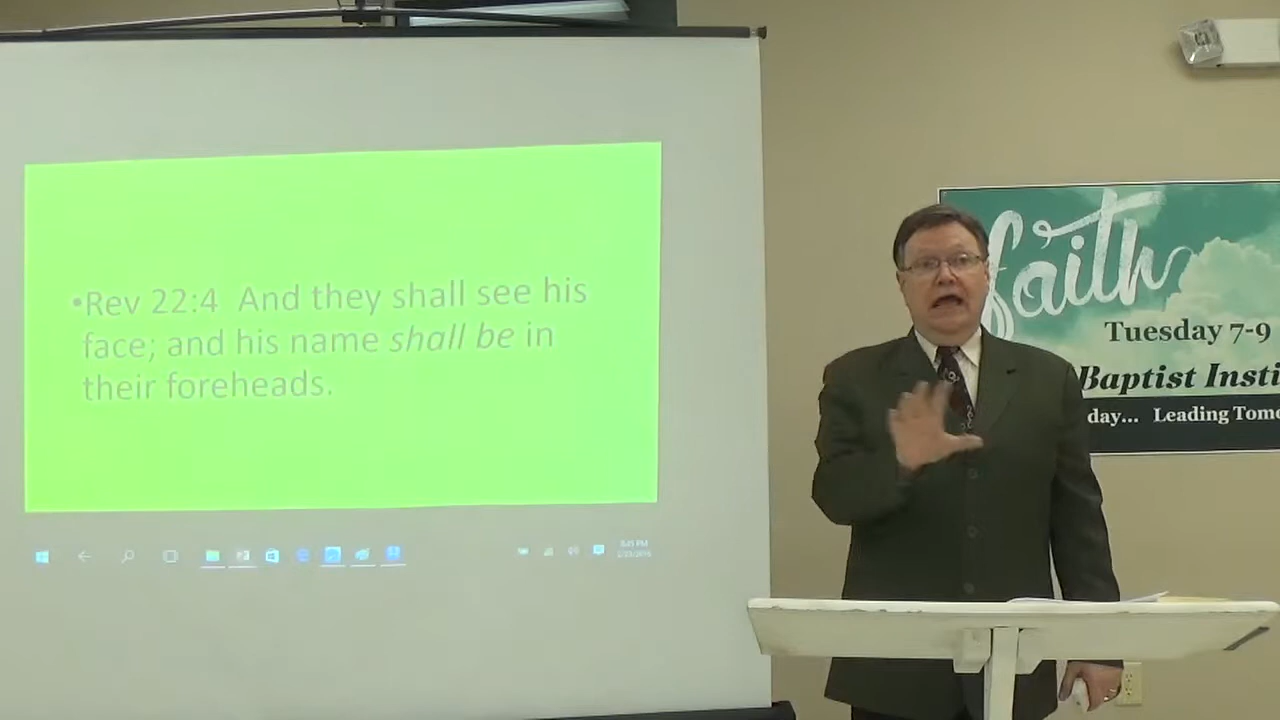 •Rev 22:4 And they shall see his
face; and his name shall be in
their foreheads.
faith
Tuesday 7-9
Baptist Insti
day... Leading Tomo